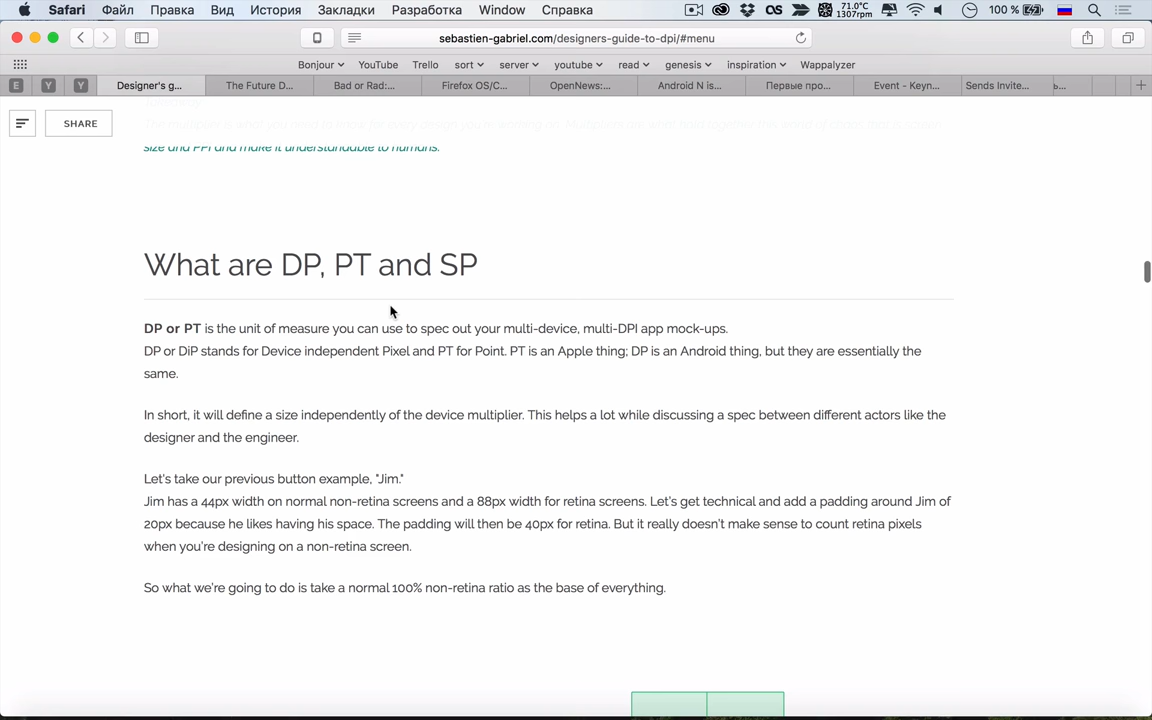 Safari Файл Правка Вид История Закладки Разработка Window Справка 71.0°C 1307rpm 100 %
sebastien-gabriel.com/designers-guide-to-dpi/#menu
Bonjour YouTube Trello sort server youtube read genesis inspiration Wappalyzer
E Y Y Designer's g... The Future D... Bad or Rad:... Firefox OS/C... OpenNews:... Android N is... Первые про... Event - Keyn... Sends Invite... ь...
SHARE
size and PPI and make it understandable to humans.
What are DP, PT and SP
DP or PT is the unit of measure you can use to spec out your multi-device, multi-DPI app mock-ups.
DP or DiP stands for Device independent Pixel and PT for Point. PT is an Apple thing; DP is an Android thing, but they are essentially the
same.
In short, it will define a size independently of the device multiplier. This helps a lot while discussing a spec between different actors like the
designer and the engineer.
Let's take our previous button example, "Jim."
Jim has a 44px width on normal non-retina screens and a 88px width for retina screens. Let's get technical and add a padding around Jim of
20px because he likes having his space. The padding will then be 40px for retina. But it really doesn't make sense to count retina pixels
when you're designing on a non-retina screen.
So what we're going to do is take a normal 100% non-retina ratio as the base of everything.